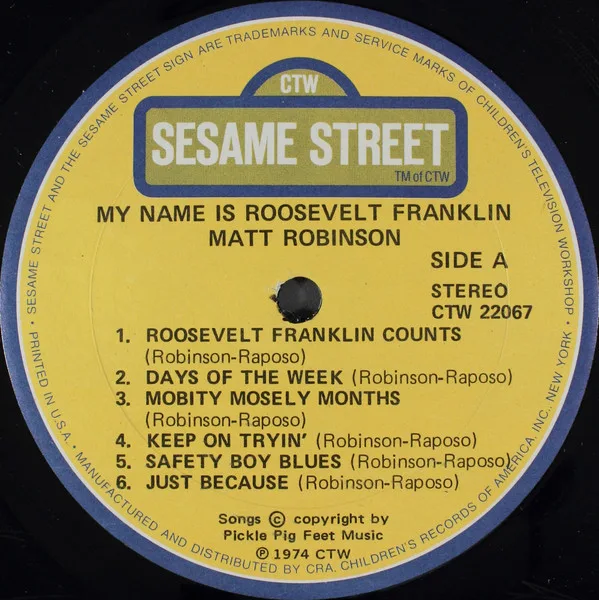 SESAME STREET AND THE SESAME STREET SIGN ARE TRADEMARKS AND SERVICE MARKS OF CHILDREN'S TELEVISION WORKSHOP • NEW YORK •
CTW
SESAME STREET
TM of CTW
MY NAME IS ROOSEVELT FRANKLIN
MATT ROBINSON
SIDE A
STEREO
CTW 22067
1. ROOSEVELT FRANKLIN COUNTS
(Robinson-Raposo)
2. DAYS OF THE WEEK (Robinson-Raposo)
3. MOBITY MOSELY MONTHS
(Robinson-Raposo)
4. KEEP ON TRYIN' (Robinson-Raposo)
5. SAFETY BOY BLUES (Robinson-Raposo)
6. JUST BECAUSE (Robinson-Raposo)
Songs © copyright by
Pickle Pig Feet Music
℗ 1974 CTW
• PRINTED IN U.S.A. • MANUFACTURED AND DISTRIBUTED BY CRA. CHILDREN'S RECORDS OF AMERICA, INC.,